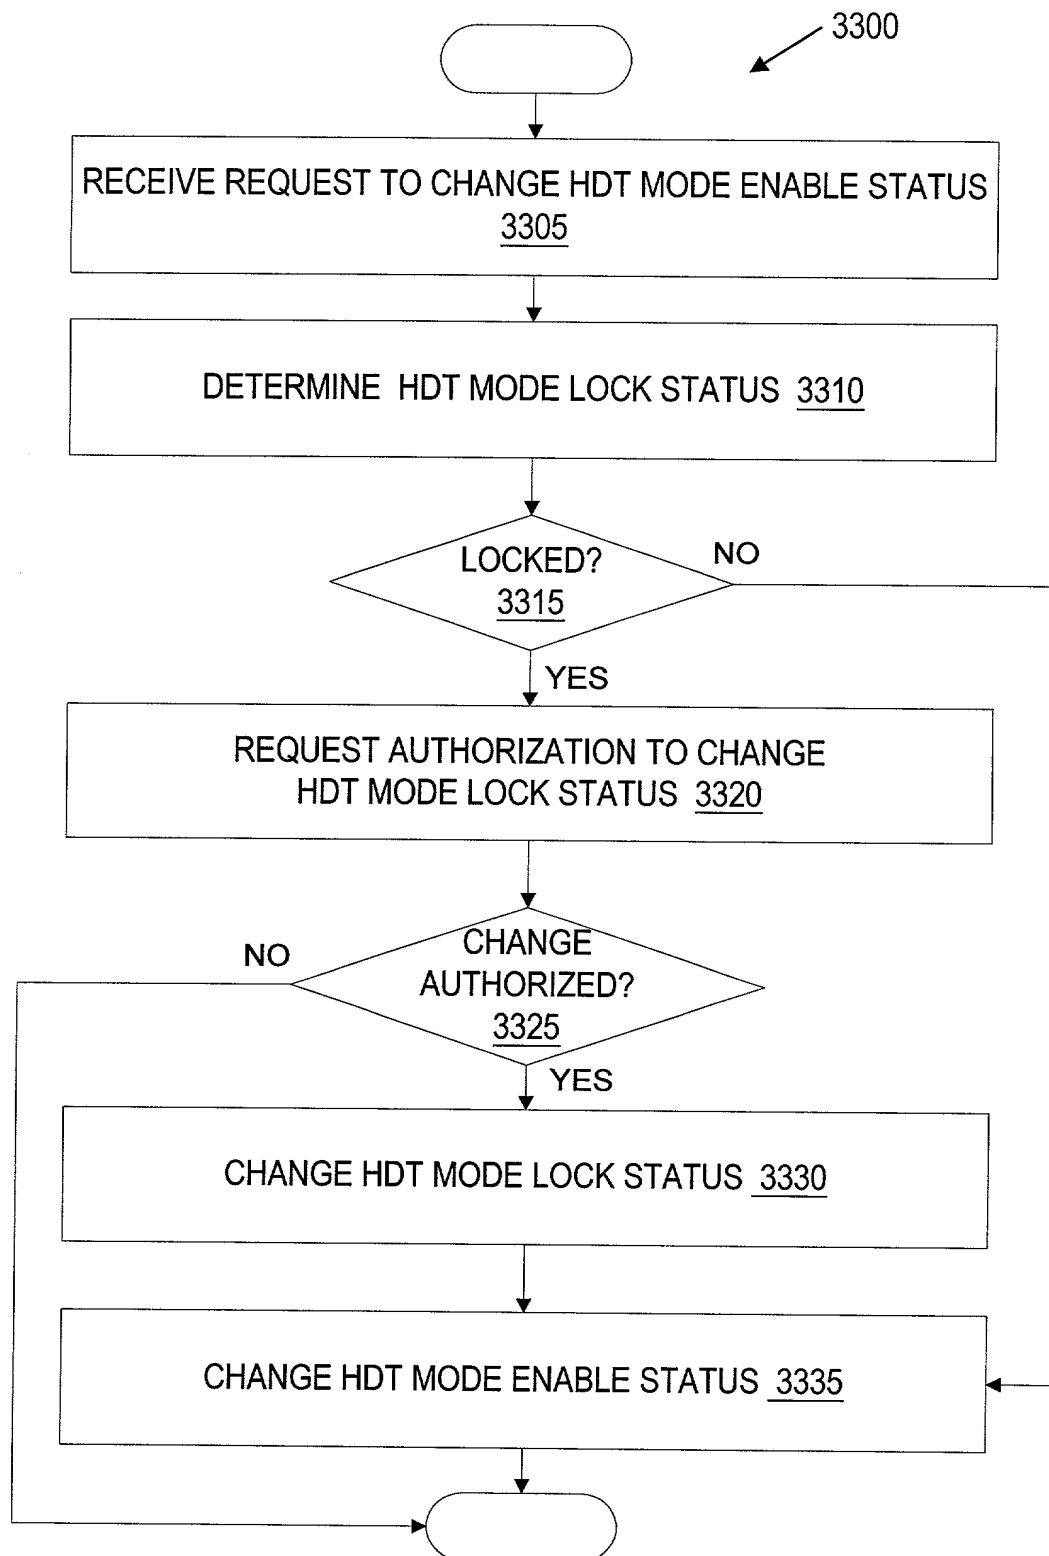 3300
RECEIVE REQUEST TO CHANGE HDT MODE ENABLE STATUS
3305
DETERMINE HDT MODE LOCK STATUS 3310
LOCKED?
3315
NO
YES
REQUEST AUTHORIZATION TO CHANGE
HDT MODE LOCK STATUS 3320
NO
CHANGE
AUTHORIZED?
3325
YES
CHANGE HDT MODE LOCK STATUS 3330
CHANGE HDT MODE ENABLE STATUS 3335